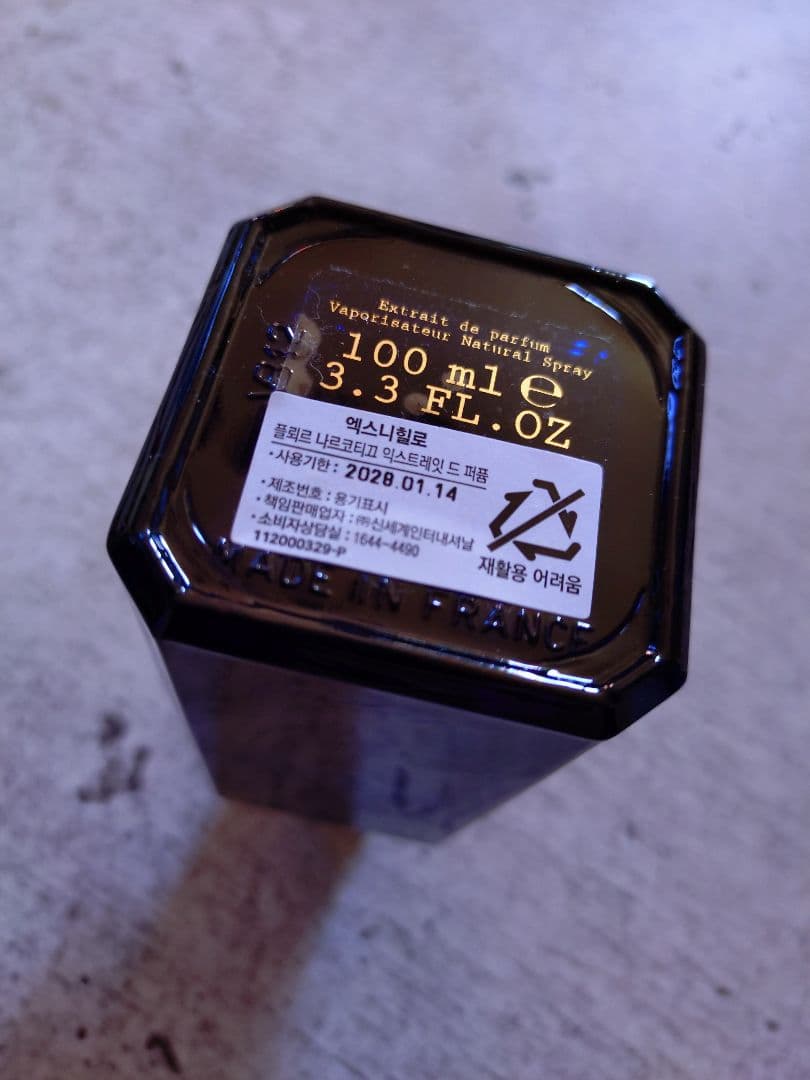 Extrait de parfum
Vaporisateur Natural Spray
100 ml ℮
3.3 FL.OZ
엑스니힐로
플뢰르 나르코티끄 익스트레잇 드 퍼퓸
·사용기한 : 2028.01.14
·제조번호 : 용기표시
·책임판매업자 : ㈜신세계인터내셔날
·소비자상담실 : 1644-4490
112000329-P
재활용 어려움
MADE IN FRANCE